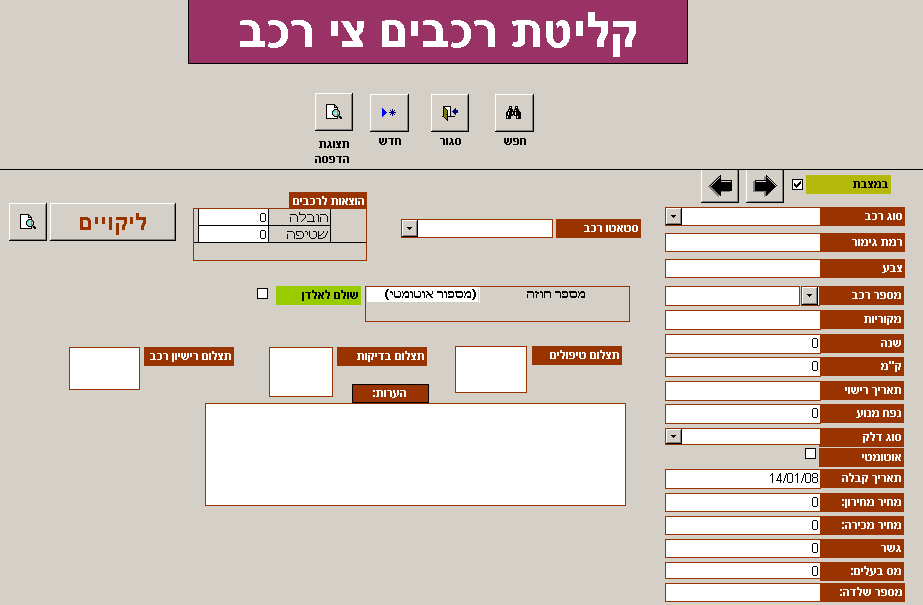 קליטת רכבים צי רכב
חפש
סגור
חדש
תצוגת
הדפסה
במצבת
סוג רכב
רמת גימור
צבע
מספר רכב
מקוריות
שנה 0
ק"מ 0
תאריך רישוי
נפח מנוע 0
סוג דלק
אוטומטי
תאריך קבלה 14/01/08
מחיר מחירון: 0
מחיר מכירה: 0
גשר 0
מס בעלים: 0
מספר שלדה:
סטאטו רכב
הוצאות לרכבים
הובלה 0
שטיפה 0
ליקויים
מספר חוזה (מספור אוטומטי)
שולם לאלדן
תצלום טיפולים
תצלום בדיקות
תצלום רישיון רכב
הערות: